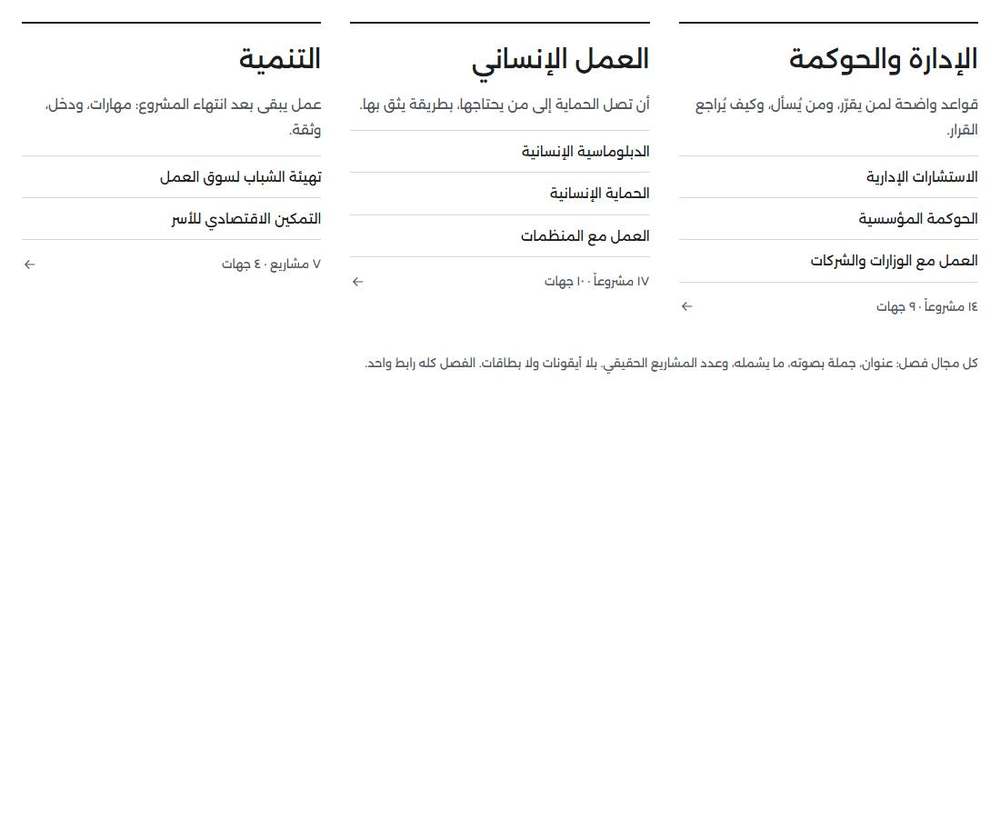 الإدارة والحوكمة
قواعد واضحة لمن يقرّر، ومن يُسأل، وكيف يُراجع
القرار.
الاستشارات الإدارية
الحوكمة المؤسسية
العمل مع الوزارات والشركات
١٤ مشروعاً · ٩ جهات
←
العمل الإنساني
أن تصل الحماية إلى من يحتاجها، بطريقة يثق بها.
الدبلوماسية الإنسانية
الحماية الإنسانية
العمل مع المنظمات
١٧ مشروعاً · ١٠ جهات
←
التنمية
عمل يبقى بعد انتهاء المشروع: مهارات، ودخل،
وثقة.
تهيئة الشباب لسوق العمل
التمكين الاقتصادي للأسر
٧ مشاريع · ٤ جهات
←
كل مجال فصل: عنوان، جملة بصوته، ما يشمله، وعدد المشاريع الحقيقي. بلا أيقونات ولا بطاقات. الفصل كله رابط واحد.